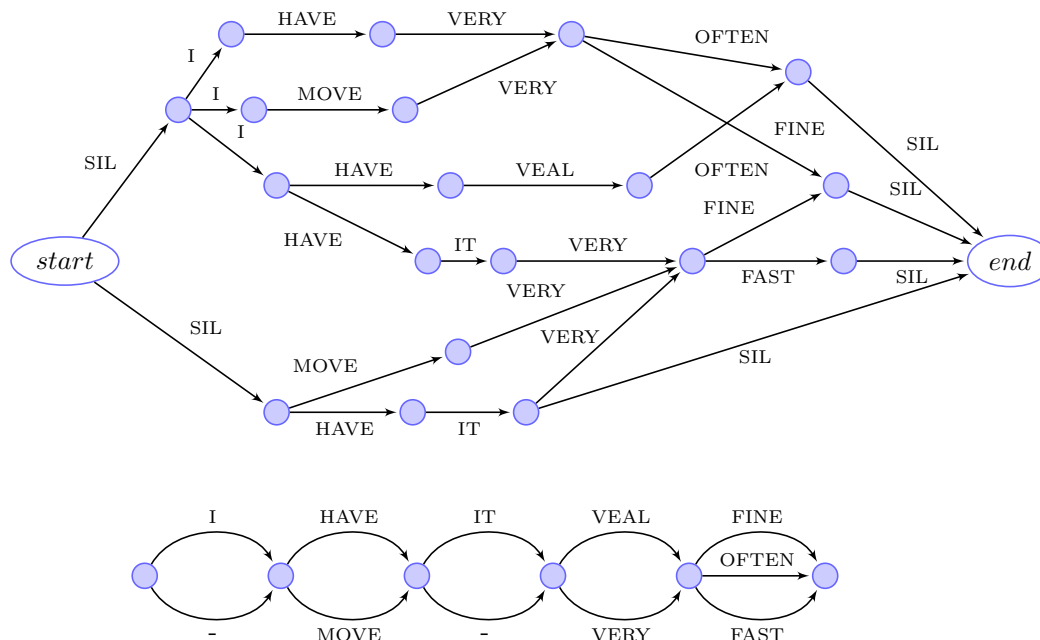 HAVE VERY
OFTEN
I
I MOVE
VERY
I
FINE
SIL
SIL
HAVE VEAL OFTEN
SIL
FINE
HAVE IT VERY
start
end
FAST SIL
VERY
SIL VERY
MOVE SIL
HAVE IT
I HAVE IT VEAL FINE
OFTEN
- MOVE - VERY FAST